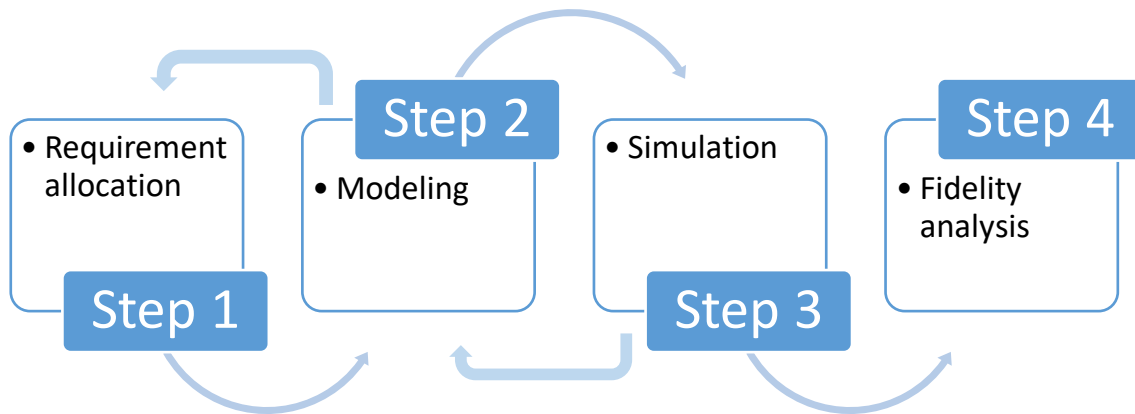 • Requirement
allocation
Step 1
Step 2
• Modeling
• Simulation
Step 3
Step 4
• Fidelity
analysis